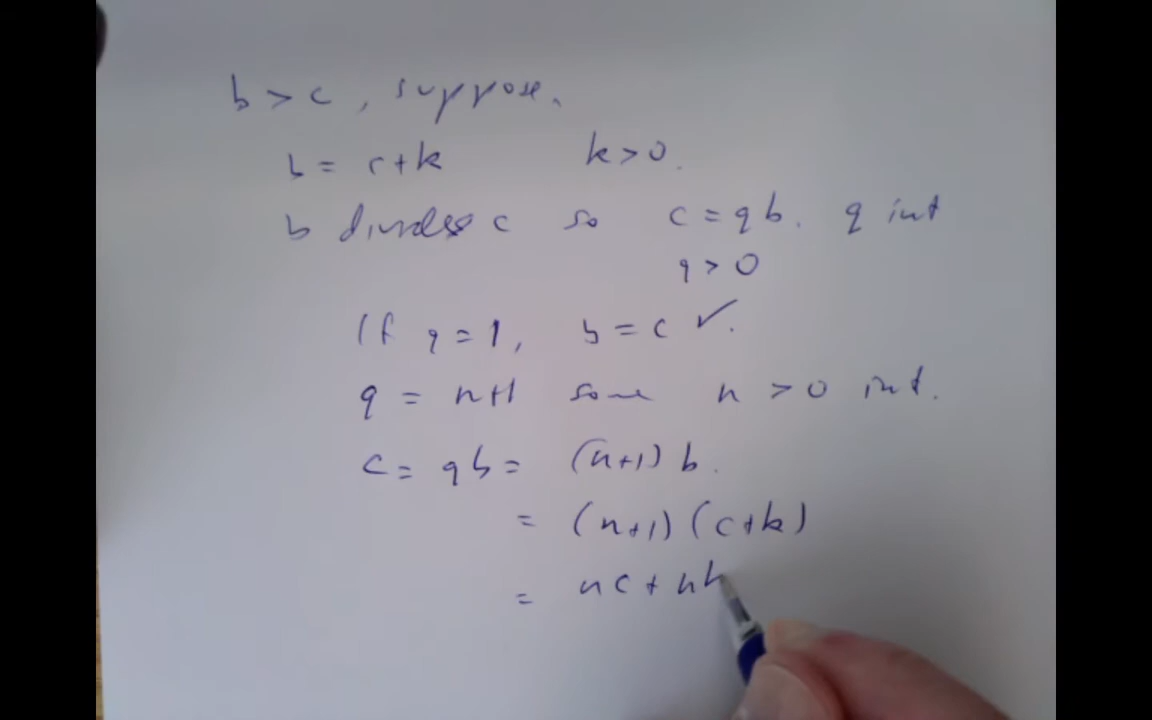 b > c , suppose.
b = c+k k > 0.
b divides c so c = qb. q int
q > 0
If q = 1, b = c ✓.
q = n+1 some n > 0 int.
c = qb = (n+1) b.
= (n+1) (c+k)
= nc + nk